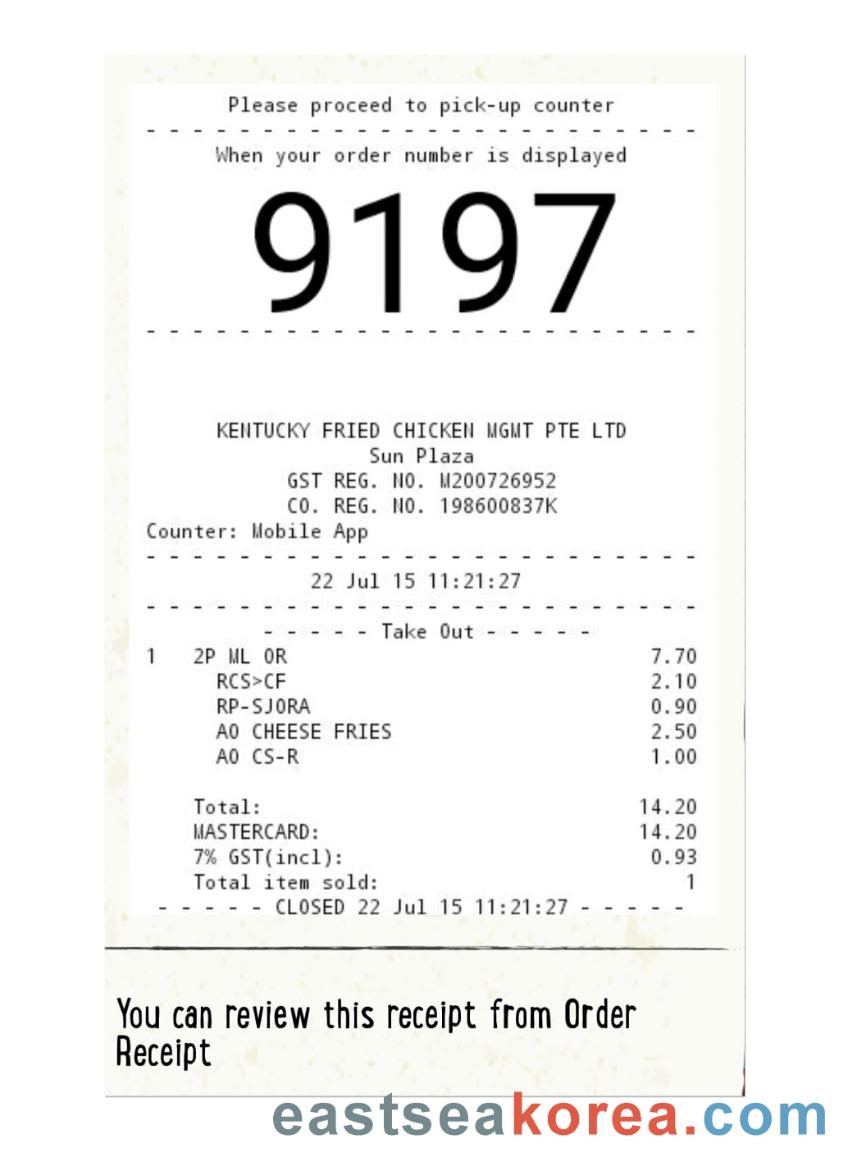 Please proceed to pick-up counter
- - - - - - - - - - - - - - - - - - - - - - - -
When your order number is displayed
9197
- - - - - - - - - - - - - - - - - - - - - - - -
KENTUCKY FRIED CHICKEN MGMT PTE LTD
Sun Plaza
GST REG. NO. M200726952
CO. REG. NO. 198600837K
Counter: Mobile App
- - - - - - - - - - - - - - - - - - - - - - - -
22 Jul 15 11:21:27
- - - - - - - - - - - - - - - - - - - - - - - -
- - - - - Take Out - - - - -
1 2P ML OR 7.70
RCS>CF 2.10
RP-SJORA 0.90
AO CHEESE FRIES 2.50
AO CS-R 1.00
Total: 14.20
MASTERCARD: 14.20
7% GST(incl): 0.93
Total item sold: 1
- - - - - CLOSED 22 Jul 15 11:21:27 - - - - -
You can review this receipt from Order
Receipt
eastseakorea.com